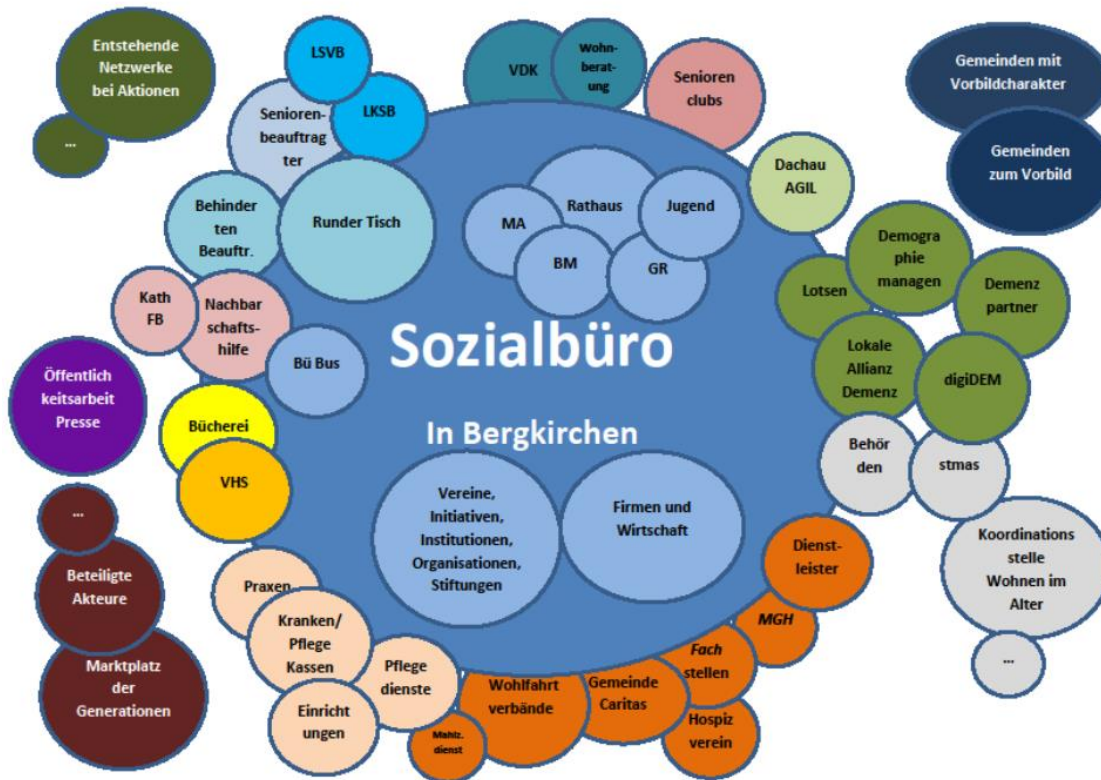 Entstehende
Netzwerke
bei Aktionen
...
LSVB
LKSB
Senioren-
beauftrag
ter
VDK
Wohn-
berat-
ung
Senioren
clubs
Gemeinden mit
Vorbildcharakter
Gemeinden
zum Vorbild
Dachau
AGIL
Behinder
ten
Beauftr.
Runder Tisch
MA
Rathaus
Jugend
BM
GR
Demogra
phie
managen
Lotsen
Demenz
partner
Kath
FB
Nachbar
schafts-
hilfe
Bü Bus
Sozialbüro
In Bergkirchen
Lokale
Allianz
Demenz
digiDEM
Öffentlich
keitsarbeit
Presse
Bücherei
VHS
Behör
den
stmas
Vereine,
Initiativen,
Institutionen,
Organisationen,
Stiftungen
Firmen und
Wirtschaft
...
Beteiligte
Akteure
Marktplatz
der
Generationen
Koordinations
stelle
Wohnen im
Alter
...
Praxen
Kranken/
Pflege
Kassen
Pflege
dienste
Einricht
ungen
Mahlz.
dienst
Wohlfahrt
verbände
Gemeinde
Caritas
Fach
stellen
Hospiz
verein
MGH
Dienst-
leister